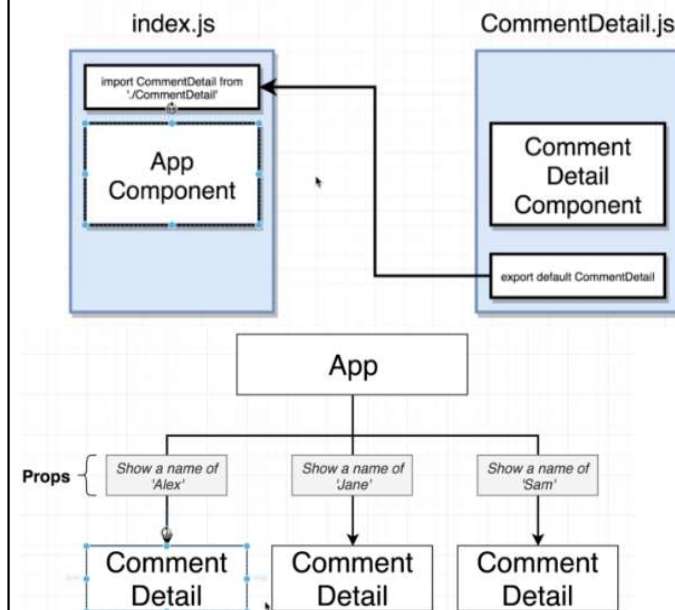 index.js
CommentDetail.js
import CommentDetail from
'./CommentDetail'
App
Component
Comment
Detail
Component
export default CommentDetail
App
Props
Show a name of
'Alex'
Show a name of
'Jane'
Show a name of
'Sam'
Comment
Detail
Comment
Detail
Comment
Detail